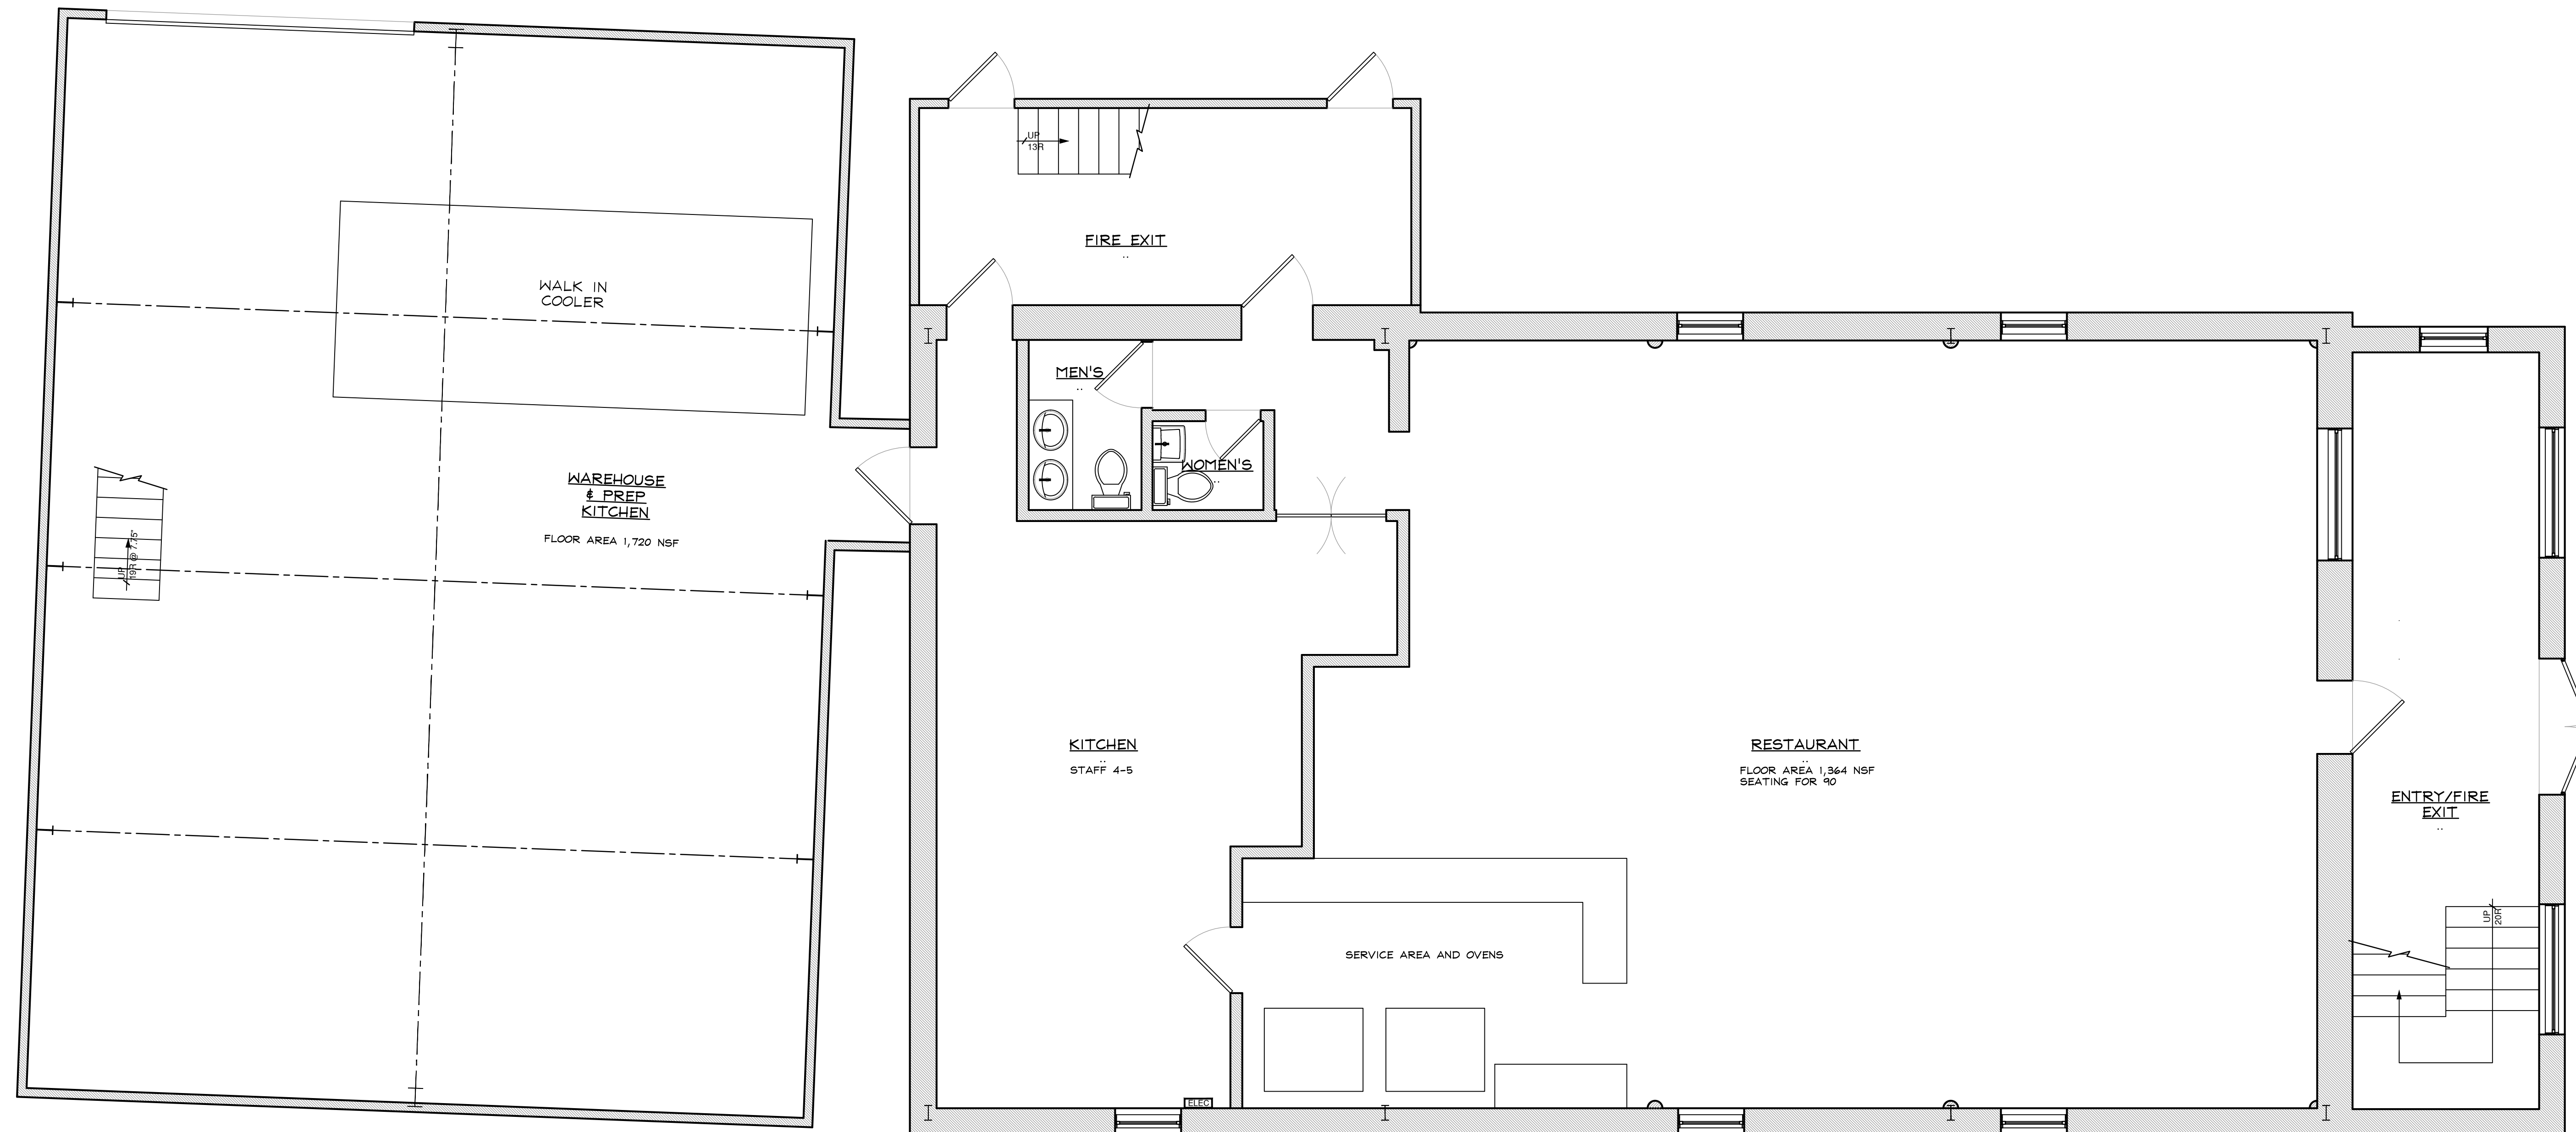 UP
13R
FIRE EXIT
..
WALK IN
COOLER
MEN'S
..
WOMEN'S
..
WAREHOUSE
& PREP
KITCHEN
FLOOR AREA 1,720 NSF
UP
19R @ 7.75"
KITCHEN
..
STAFF 4-5
RESTAURANT
..
FLOOR AREA 1,364 NSF
SEATING FOR 90
ENTRY/FIRE
EXIT
..
UP
20R
SERVICE AREA AND OVENS
ELEC